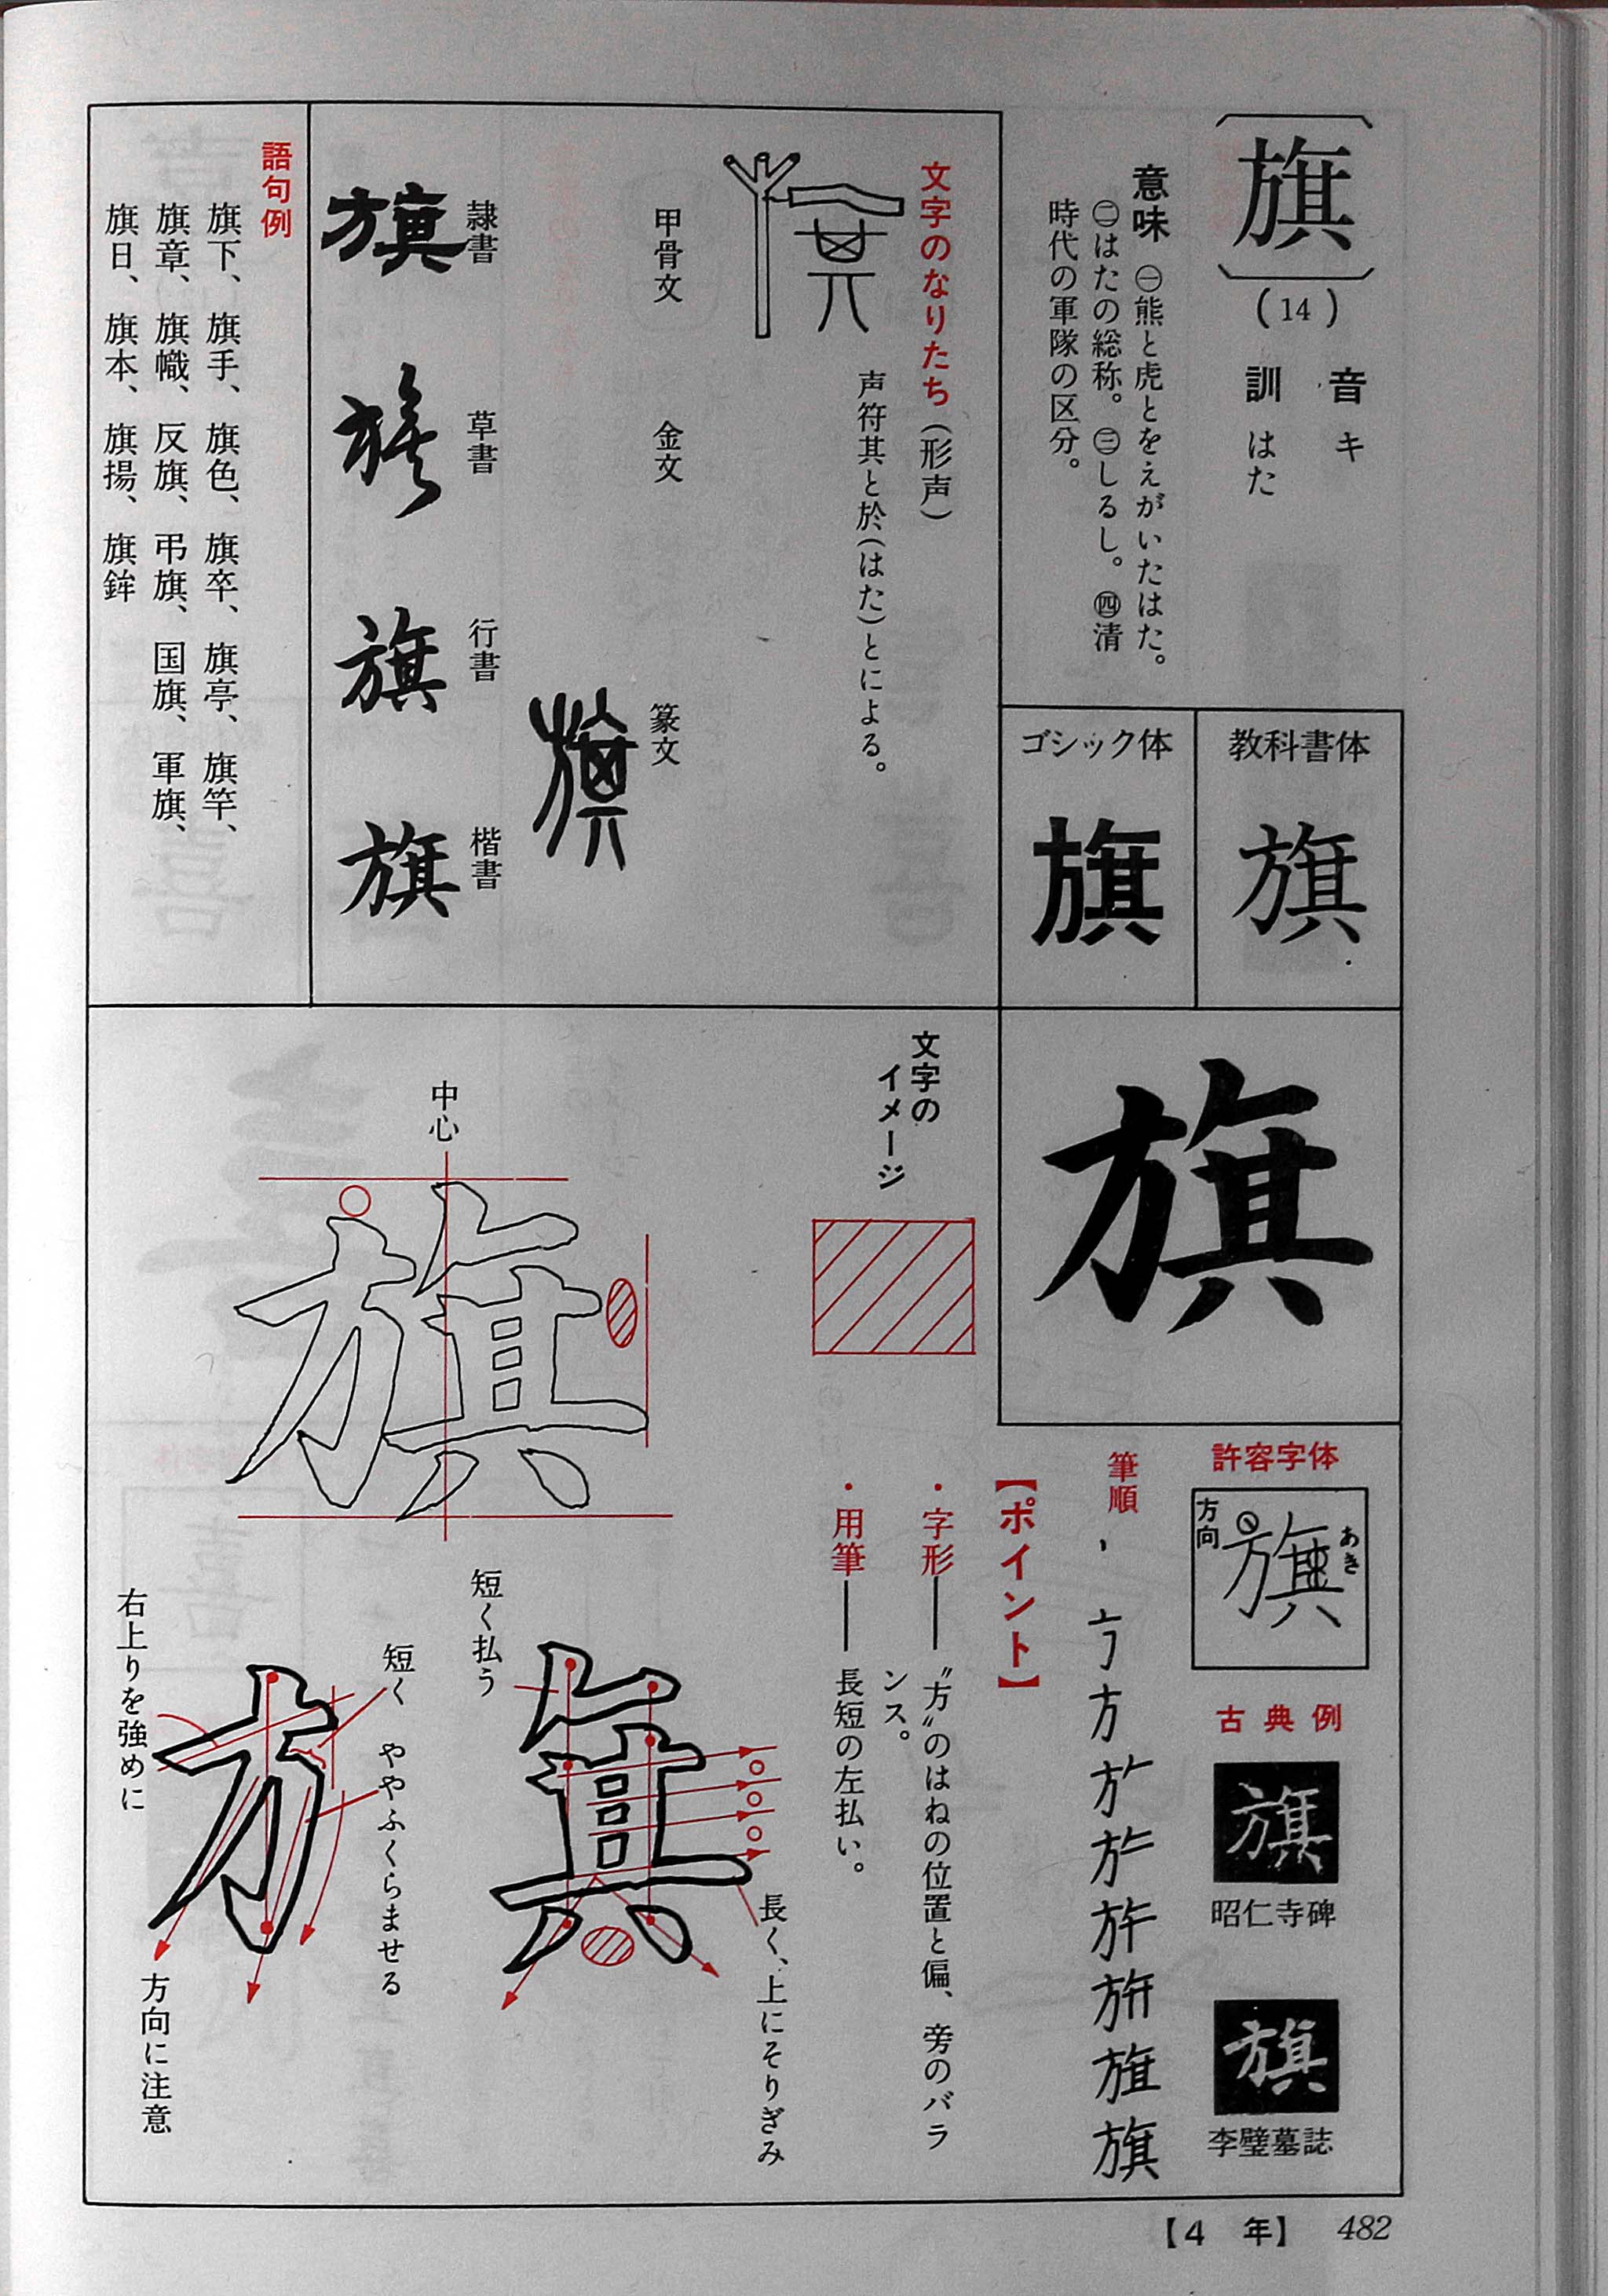 旗
（14）
音　キ
訓　はた
意味　㊀熊と虎とをえがいたはた。
㊁はたの総称。㊂しるし。㊃清
時代の軍隊の区分。
教科書体
旗
ゴシック体
旗
文字のなりたち（形声）
声符其と於（はた）とによる。
甲骨文
金文
篆文
旗
隷書
旗
草書
旗
行書
旗
楷書
旗
語句例
旗下、旗手、旗色、旗卒、旗亭、旗竿、
旗章、旗幟、反旗、弔旗、国旗、軍旗、
旗日、旗本、旗揚、旗鉾
旗
許容字体
方向
旗
あき
古典例
旗
昭仁寺碑
旗
李璧墓誌
筆順
方
旗
【ポイント】
・字形——〝方〟のはねの位置と偏、旁のバラ
ンス。
・用筆——長短の左払い。
文字の
イメージ
中心
旗
短く払う
長く、上にそりぎみ
方
短く
ややふくらませる
右上りを強めに
方向に注意
【4　年】
482